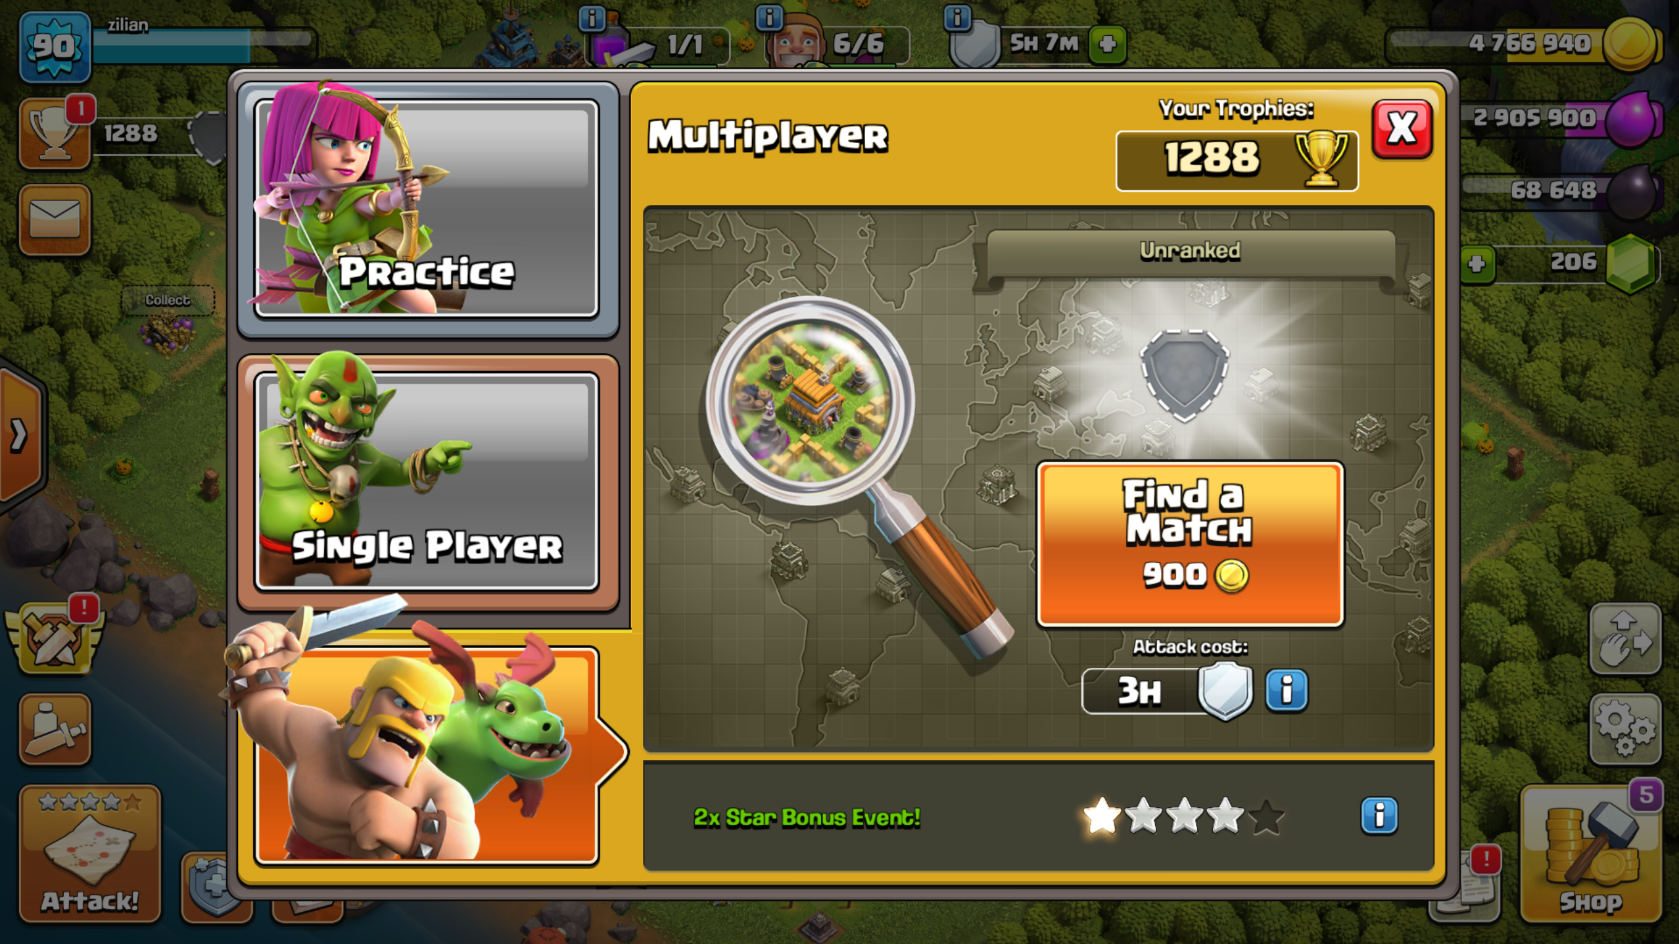 90
zilian
1/1
6/6
5H 7M
4 766 940
1
1288
2 905 900
68 648
206
Collect
Practice
Single Player
Multiplayer
Your Trophies:
1288
X
Unranked
Find a
Match
900
Attack cost:
3H
i
2x Star Bonus Event!
i
!
Attack!
!
5
Shop